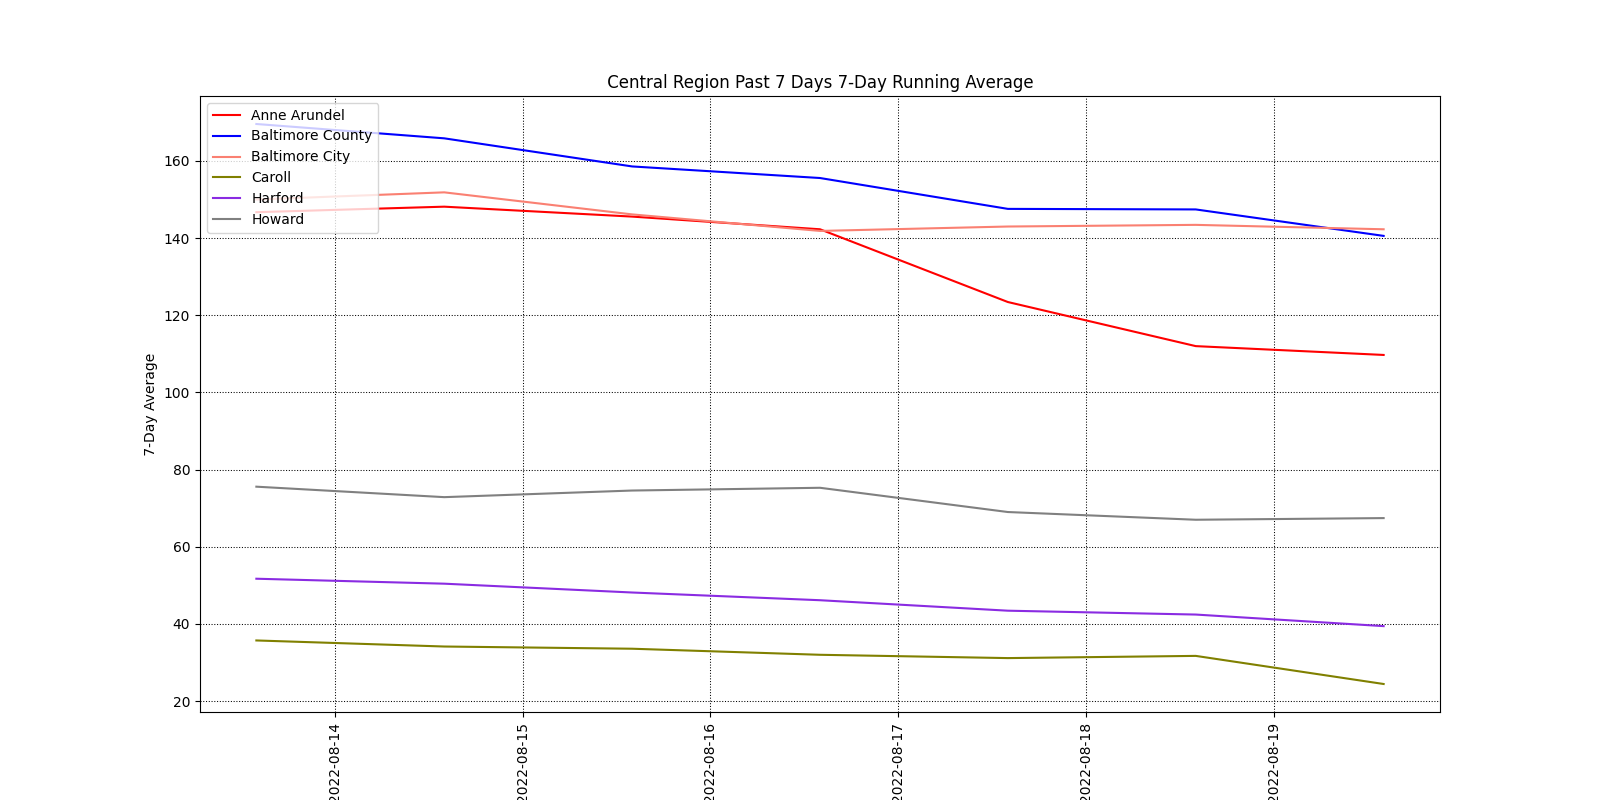 Central Region Past 7 Days 7-Day Running Average
Anne Arundel
Baltimore County
Baltimore City
Caroll
Harford
Howard
7-Day Average
160
140
120
100
80
60
40
20
2022-08-14
2022-08-15
2022-08-16
2022-08-17
2022-08-18
2022-08-19